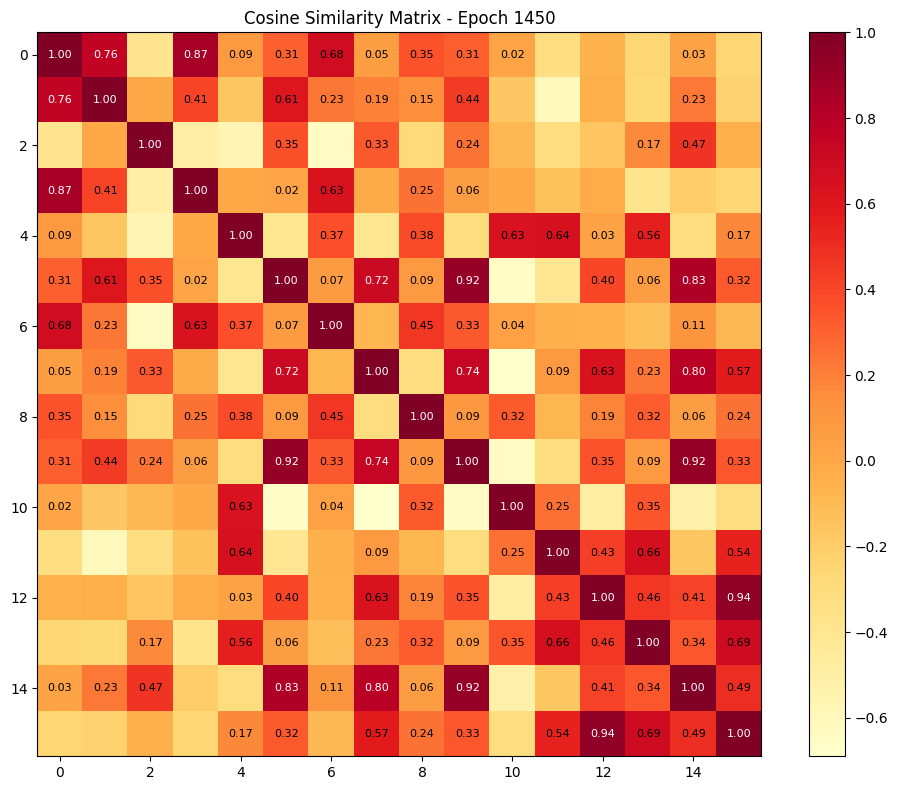 Cosine Similarity Matrix - Epoch 1450
0 1.00 0.76 0.87 0.09 0.31 0.68 0.05 0.35 0.31 0.02 0.03
0.76 1.00 0.41 0.61 0.23 0.19 0.15 0.44 0.23
2 1.00 0.35 0.33 0.24 0.17 0.47
0.87 0.41 1.00 0.02 0.63 0.25 0.06
4 0.09 1.00 0.37 0.38 0.63 0.64 0.03 0.56 0.17
0.31 0.61 0.35 0.02 1.00 0.07 0.72 0.09 0.92 0.40 0.06 0.83 0.32
6 0.68 0.23 0.63 0.37 0.07 1.00 0.45 0.33 0.04 0.11
0.05 0.19 0.33 0.72 1.00 0.74 0.09 0.63 0.23 0.80 0.57
8 0.35 0.15 0.25 0.38 0.09 0.45 1.00 0.09 0.32 0.19 0.32 0.06 0.24
0.31 0.44 0.24 0.06 0.92 0.33 0.74 0.09 1.00 0.35 0.09 0.92 0.33
10 0.02 0.63 0.04 0.32 1.00 0.25 0.35
0.64 0.09 0.25 1.00 0.43 0.66 0.54
12 0.03 0.40 0.63 0.19 0.35 0.43 1.00 0.46 0.41 0.94
0.17 0.56 0.06 0.23 0.32 0.09 0.35 0.66 0.46 1.00 0.34 0.69
14 0.03 0.23 0.47 0.83 0.11 0.80 0.06 0.92 0.41 0.34 1.00 0.49
0.17 0.32 0.57 0.24 0.33 0.54 0.94 0.69 0.49 1.00
0 2 4 6 8 10 12 14
1.0
0.8
0.6
0.4
0.2
0.0
−0.2
−0.4
−0.6